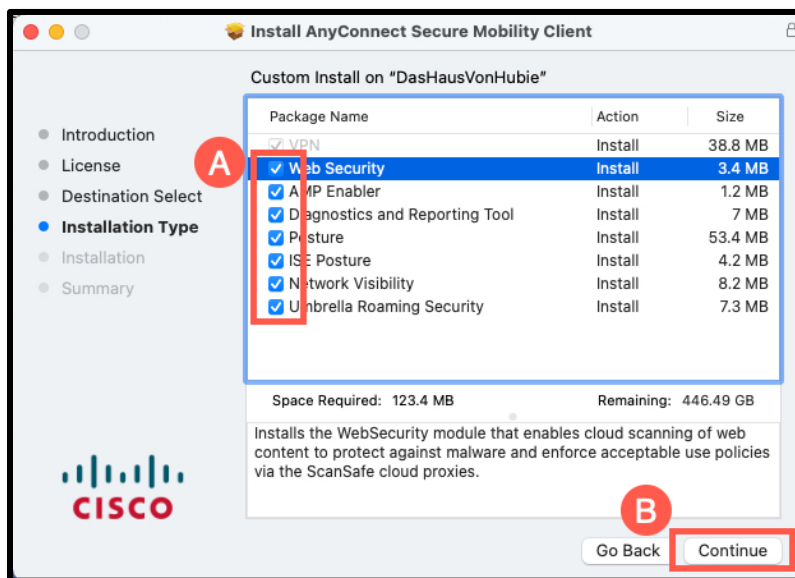 Install AnyConnect Secure Mobility Client
Custom Install on "DasHausVonHubie"
Introduction
License
Destination Select
Installation Type
Installation
Summary
Package Name Action Size
VPN Install 38.8 MB
Web Security Install 3.4 MB
AMP Enabler Install 1.2 MB
Diagnostics and Reporting Tool Install 7 MB
Posture Install 53.4 MB
ISE Posture Install 4.2 MB
Network Visibility Install 8.2 MB
Umbrella Roaming Security Install 7.3 MB
A
Space Required: 123.4 MB Remaining: 446.49 GB
Installs the WebSecurity module that enables cloud scanning of web
content to protect against malware and enforce acceptable use policies
via the ScanSafe cloud proxies.
CISCO
B
Go Back Continue